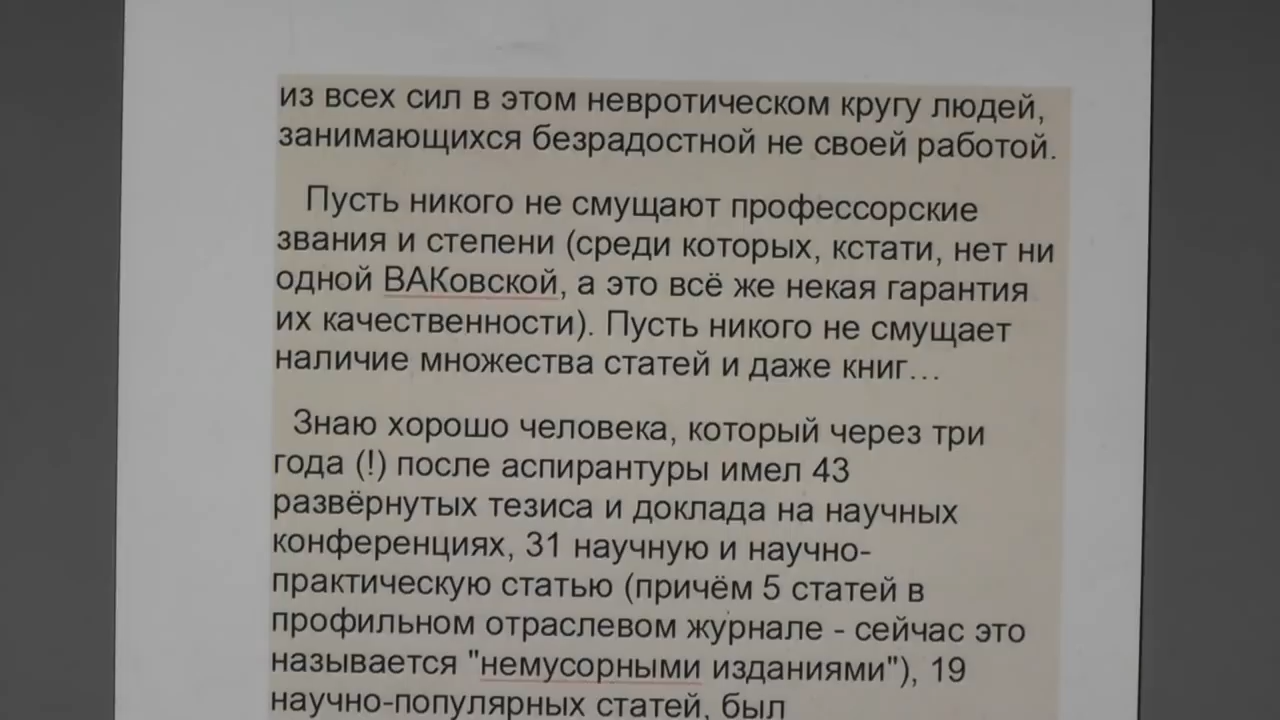 из всех сил в этом невротическом кругу людей,
занимающихся безрадостной не своей работой.
Пусть никого не смущают профессорские
звания и степени (среди которых, кстати, нет ни
одной ВАКовской, а это всё же некая гарантия
их качественности). Пусть никого не смущает
наличие множества статей и даже книг…
Знаю хорошо человека, который через три
года (!) после аспирантуры имел 43
развёрнутых тезиса и доклада на научных
конференциях, 31 научную и научно-
практическую статью (причём 5 статей в
профильном отраслевом журнале - сейчас это
называется "немусорными изданиями"), 19
научно-популярных статей, был